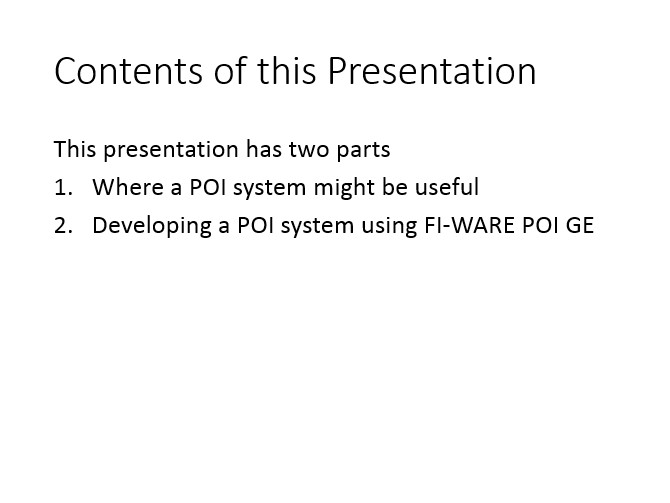 Contents of this Presentation
This presentation has two parts
1. Where a POI system might be useful
2. Developing a POI system using FI-WARE POI GE